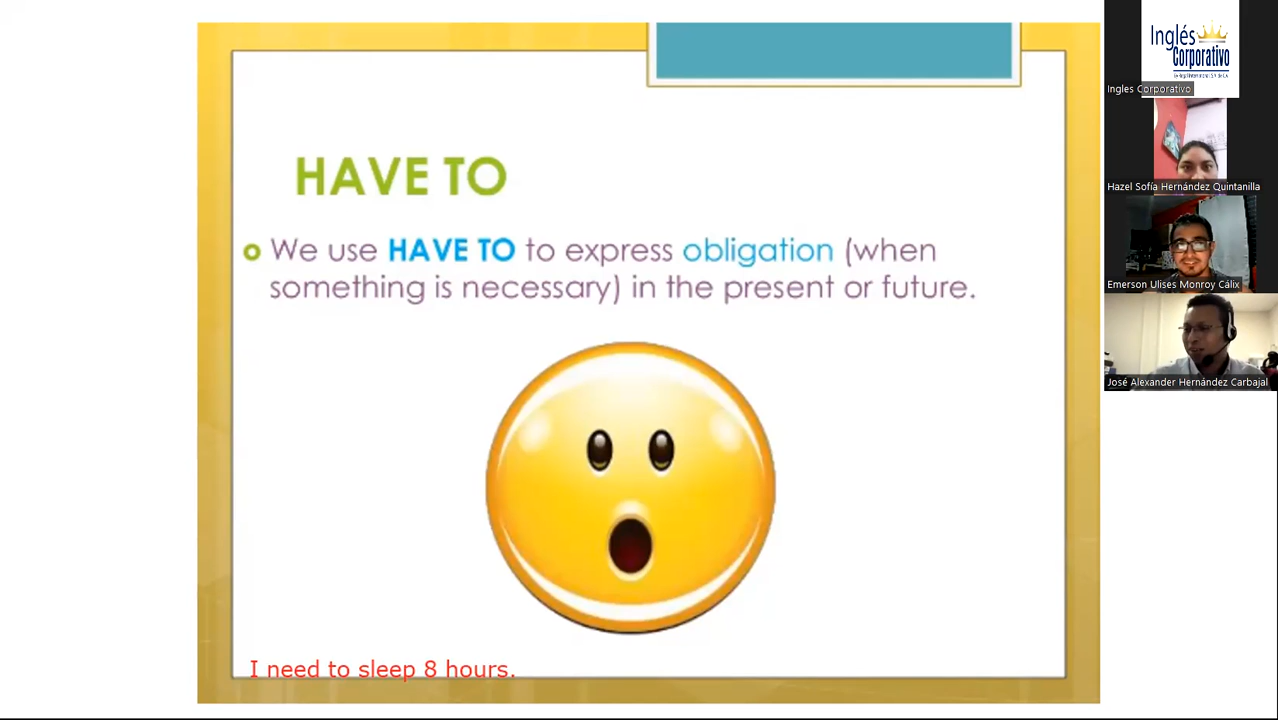 HAVE TO
We use HAVE TO to express obligation (when
something is necessary) in the present or future.
I need to sleep 8 hours.
Inglés
Corporativo
Ingles Corporativo
Hazel Sofía Hernández Quintanilla
Emerson Ulises Monroy Cálix
José Alexander Hernández Carbajal